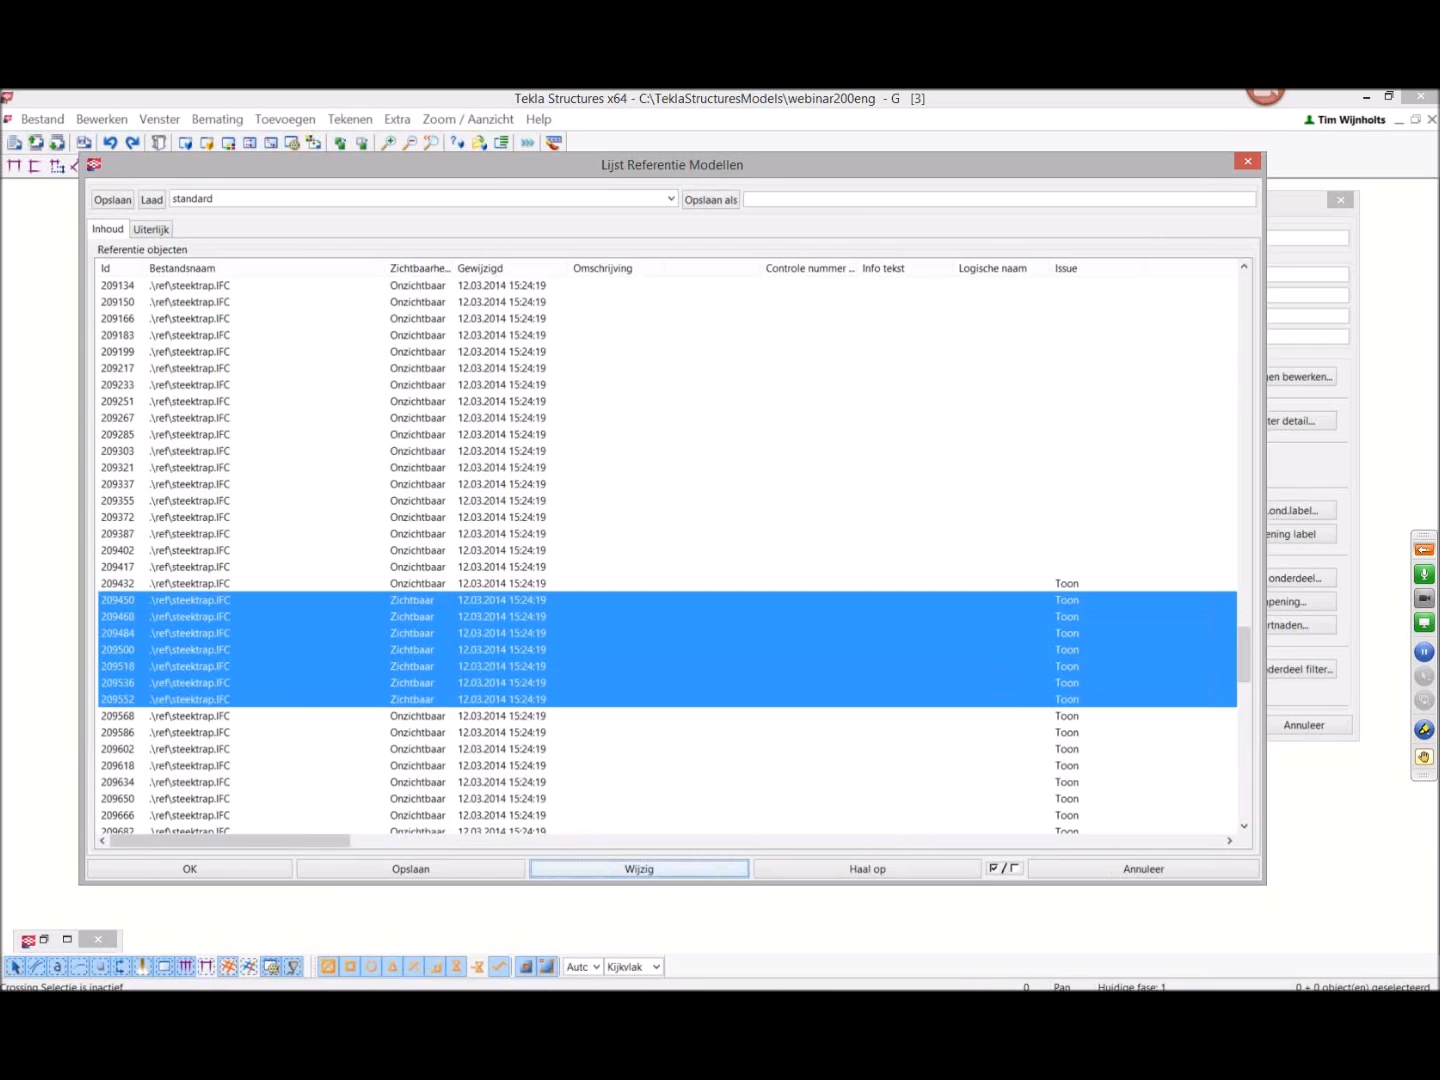 Tekla Structures x64 - C:\TeklaStructuresModels\webinar200eng - G [3]
Bestand Bewerken Venster Bemating Toevoegen Tekenen Extra Zoom / Aanzicht Help Tim Wijnholts
Lijst Referentie Modellen
Opslaan Laad standard Opslaan als
Inhoud Uiterlijk
Referentie objecten
Id Bestandsnaam Zichtbaarhe... Gewijzigd Omschrijving Controle nummer ... Info tekst Logische naam Issue
209134 .\ref\steektrap.IFC Onzichtbaar 12.03.2014 15:24:19
209150 .\ref\steektrap.IFC Onzichtbaar 12.03.2014 15:24:19
209166 .\ref\steektrap.IFC Onzichtbaar 12.03.2014 15:24:19
209183 .\ref\steektrap.IFC Onzichtbaar 12.03.2014 15:24:19
209199 .\ref\steektrap.IFC Onzichtbaar 12.03.2014 15:24:19
209217 .\ref\steektrap.IFC Onzichtbaar 12.03.2014 15:24:19
209233 .\ref\steektrap.IFC Onzichtbaar 12.03.2014 15:24:19
209251 .\ref\steektrap.IFC Onzichtbaar 12.03.2014 15:24:19
209267 .\ref\steektrap.IFC Onzichtbaar 12.03.2014 15:24:19
209285 .\ref\steektrap.IFC Onzichtbaar 12.03.2014 15:24:19
209303 .\ref\steektrap.IFC Onzichtbaar 12.03.2014 15:24:19
209321 .\ref\steektrap.IFC Onzichtbaar 12.03.2014 15:24:19
209337 .\ref\steektrap.IFC Onzichtbaar 12.03.2014 15:24:19
209355 .\ref\steektrap.IFC Onzichtbaar 12.03.2014 15:24:19
209372 .\ref\steektrap.IFC Onzichtbaar 12.03.2014 15:24:19
209387 .\ref\steektrap.IFC Onzichtbaar 12.03.2014 15:24:19
209402 .\ref\steektrap.IFC Onzichtbaar 12.03.2014 15:24:19
209417 .\ref\steektrap.IFC Onzichtbaar 12.03.2014 15:24:19
209432 .\ref\steektrap.IFC Onzichtbaar 12.03.2014 15:24:19 Toon
209450 .\ref\steektrap.IFC Zichtbaar 12.03.2014 15:24:19 Toon
209468 .\ref\steektrap.IFC Zichtbaar 12.03.2014 15:24:19 Toon
209484 .\ref\steektrap.IFC Zichtbaar 12.03.2014 15:24:19 Toon
209500 .\ref\steektrap.IFC Zichtbaar 12.03.2014 15:24:19 Toon
209518 .\ref\steektrap.IFC Zichtbaar 12.03.2014 15:24:19 Toon
209536 .\ref\steektrap.IFC Zichtbaar 12.03.2014 15:24:19 Toon
209552 .\ref\steektrap.IFC Zichtbaar 12.03.2014 15:24:19 Toon
209568 .\ref\steektrap.IFC Onzichtbaar 12.03.2014 15:24:19 Toon
209586 .\ref\steektrap.IFC Onzichtbaar 12.03.2014 15:24:19 Toon
209602 .\ref\steektrap.IFC Onzichtbaar 12.03.2014 15:24:19 Toon
209618 .\ref\steektrap.IFC Onzichtbaar 12.03.2014 15:24:19 Toon
209634 .\ref\steektrap.IFC Onzichtbaar 12.03.2014 15:24:19 Toon
209650 .\ref\steektrap.IFC Onzichtbaar 12.03.2014 15:24:19 Toon
209666 .\ref\steektrap.IFC Onzichtbaar 12.03.2014 15:24:19 Toon
209682 .\ref\steektrap.IFC Onzichtbaar 12.03.2014 15:24:19 Toon
OK Opslaan Wijzig Haal op Annuleer
en bewerken...
ter detail...
ond.label...
ening label
onderdeel...
pening...
rtnaden...
derdeel filter...
Annuleer
Autc Kijkvlak
Crossing Selectie is inactief 0 Pan Huidige fase: 1 0 + 0 object(en) geselecteerd